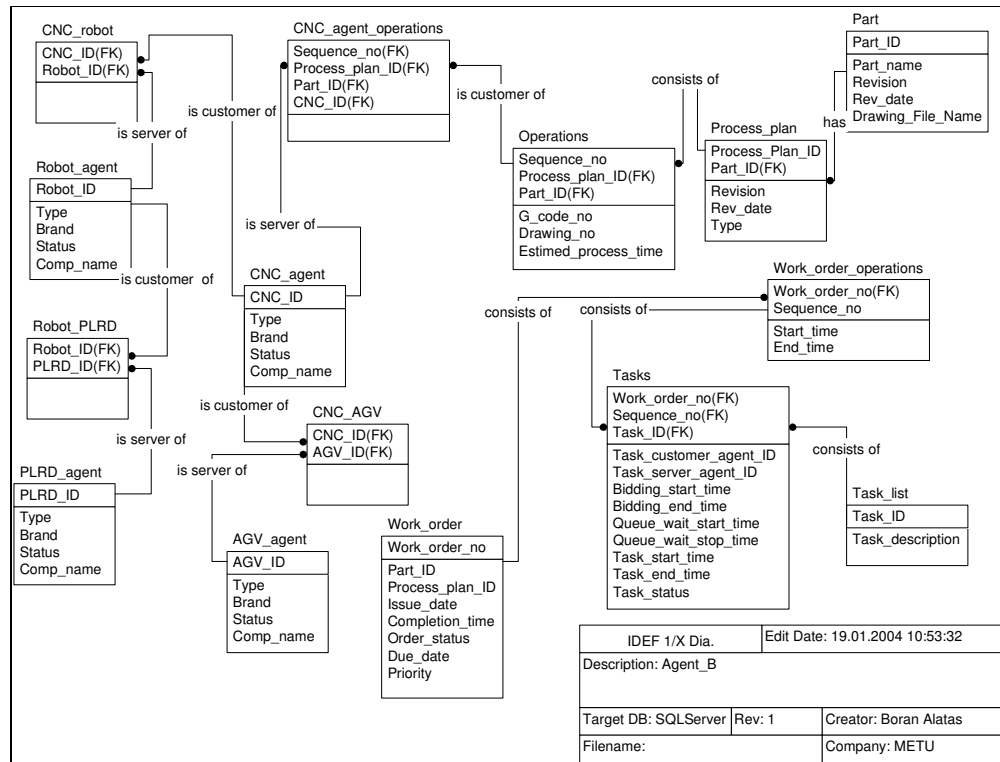 CNC_robot
CNC_ID(FK)
Robot_ID(FK)
is server of
is customer of
CNC_agent_operations
Sequence_no(FK)
Process_plan_ID(FK)
Part_ID(FK)
CNC_ID(FK)
is customer of
consists of
Part
Part_ID
Part_name
Revision
Rev_date
Drawing_File_Name
has
Process_plan
Process_Plan_ID
Part_ID(FK)
Revision
Rev_date
Type
Operations
Sequence_no
Process_plan_ID(FK)
Part_ID(FK)
G_code_no
Drawing_no
Estimed_process_time
Robot_agent
Robot_ID
Type
Brand
Status
Comp_name
is customer of
is server of
CNC_agent
CNC_ID
Type
Brand
Status
Comp_name
Work_order_operations
Work_order_no(FK)
Sequence_no
Start_time
End_time
consists of
consists of
Robot_PLRD
Robot_ID(FK)
PLRD_ID(FK)
is server of
is customer of
CNC_AGV
CNC_ID(FK)
AGV_ID(FK)
is server of
Tasks
Work_order_no(FK)
Sequence_no(FK)
Task_ID(FK)
Task_customer_agent_ID
Task_server_agent_ID
Bidding_start_time
Bidding_end_time
Queue_wait_start_time
Queue_wait_stop_time
Task_start_time
Task_end_time
Task_status
consists of
Task_list
Task_ID
Task_description
PLRD_agent
PLRD_ID
Type
Brand
Status
Comp_name
AGV_agent
AGV_ID
Type
Brand
Status
Comp_name
Work_order
Work_order_no
Part_ID
Process_plan_ID
Issue_date
Completion_time
Order_status
Due_date
Priority
IDEF 1/X Dia.
Edit Date: 19.01.2004 10:53:32
Description: Agent_B
Target DB: SQLServer
Rev: 1
Creator: Boran Alatas
Filename:
Company: METU